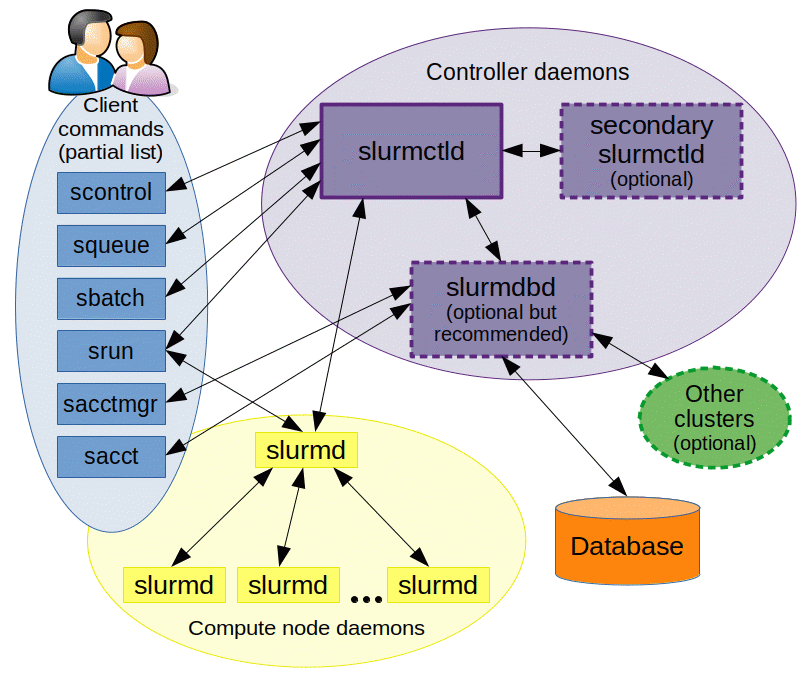 Client
commands
(partial list)
scontrol
squeue
sbatch
srun
sacctmgr
sacct
Controller daemons
slurmctld
secondary
slurmctld
(optional)
slurmdbd
(optional but
recommended)
Other
clusters
(optional)
Database
slurmd
slurmd
slurmd
...
slurmd
Compute node daemons